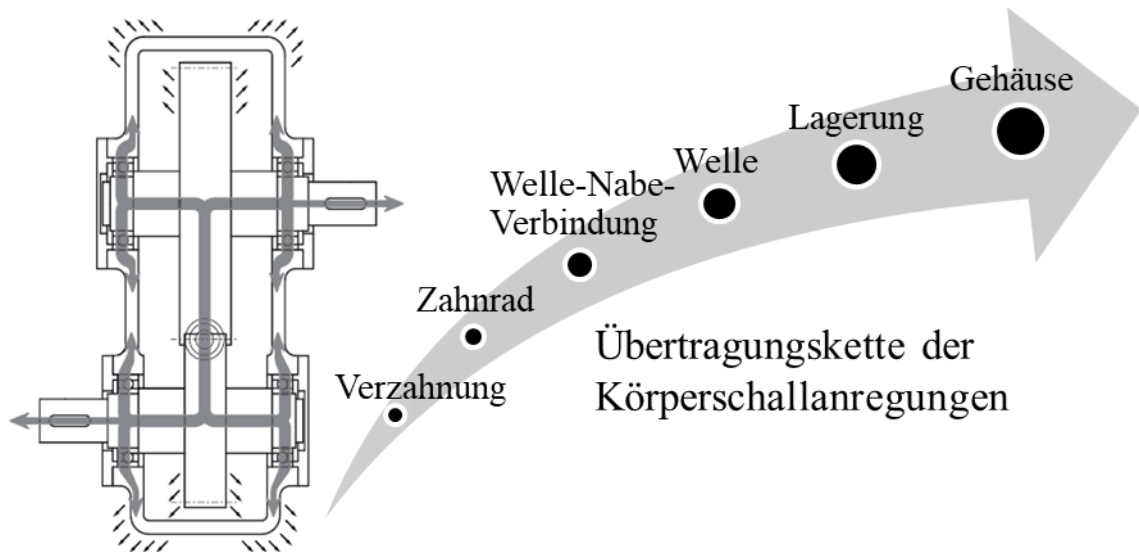 Gehäuse
Lagerung
Welle
Welle-Nabe-
Verbindung
Zahnrad
Verzahnung
Übertragungskette der
Körperschallanregungen